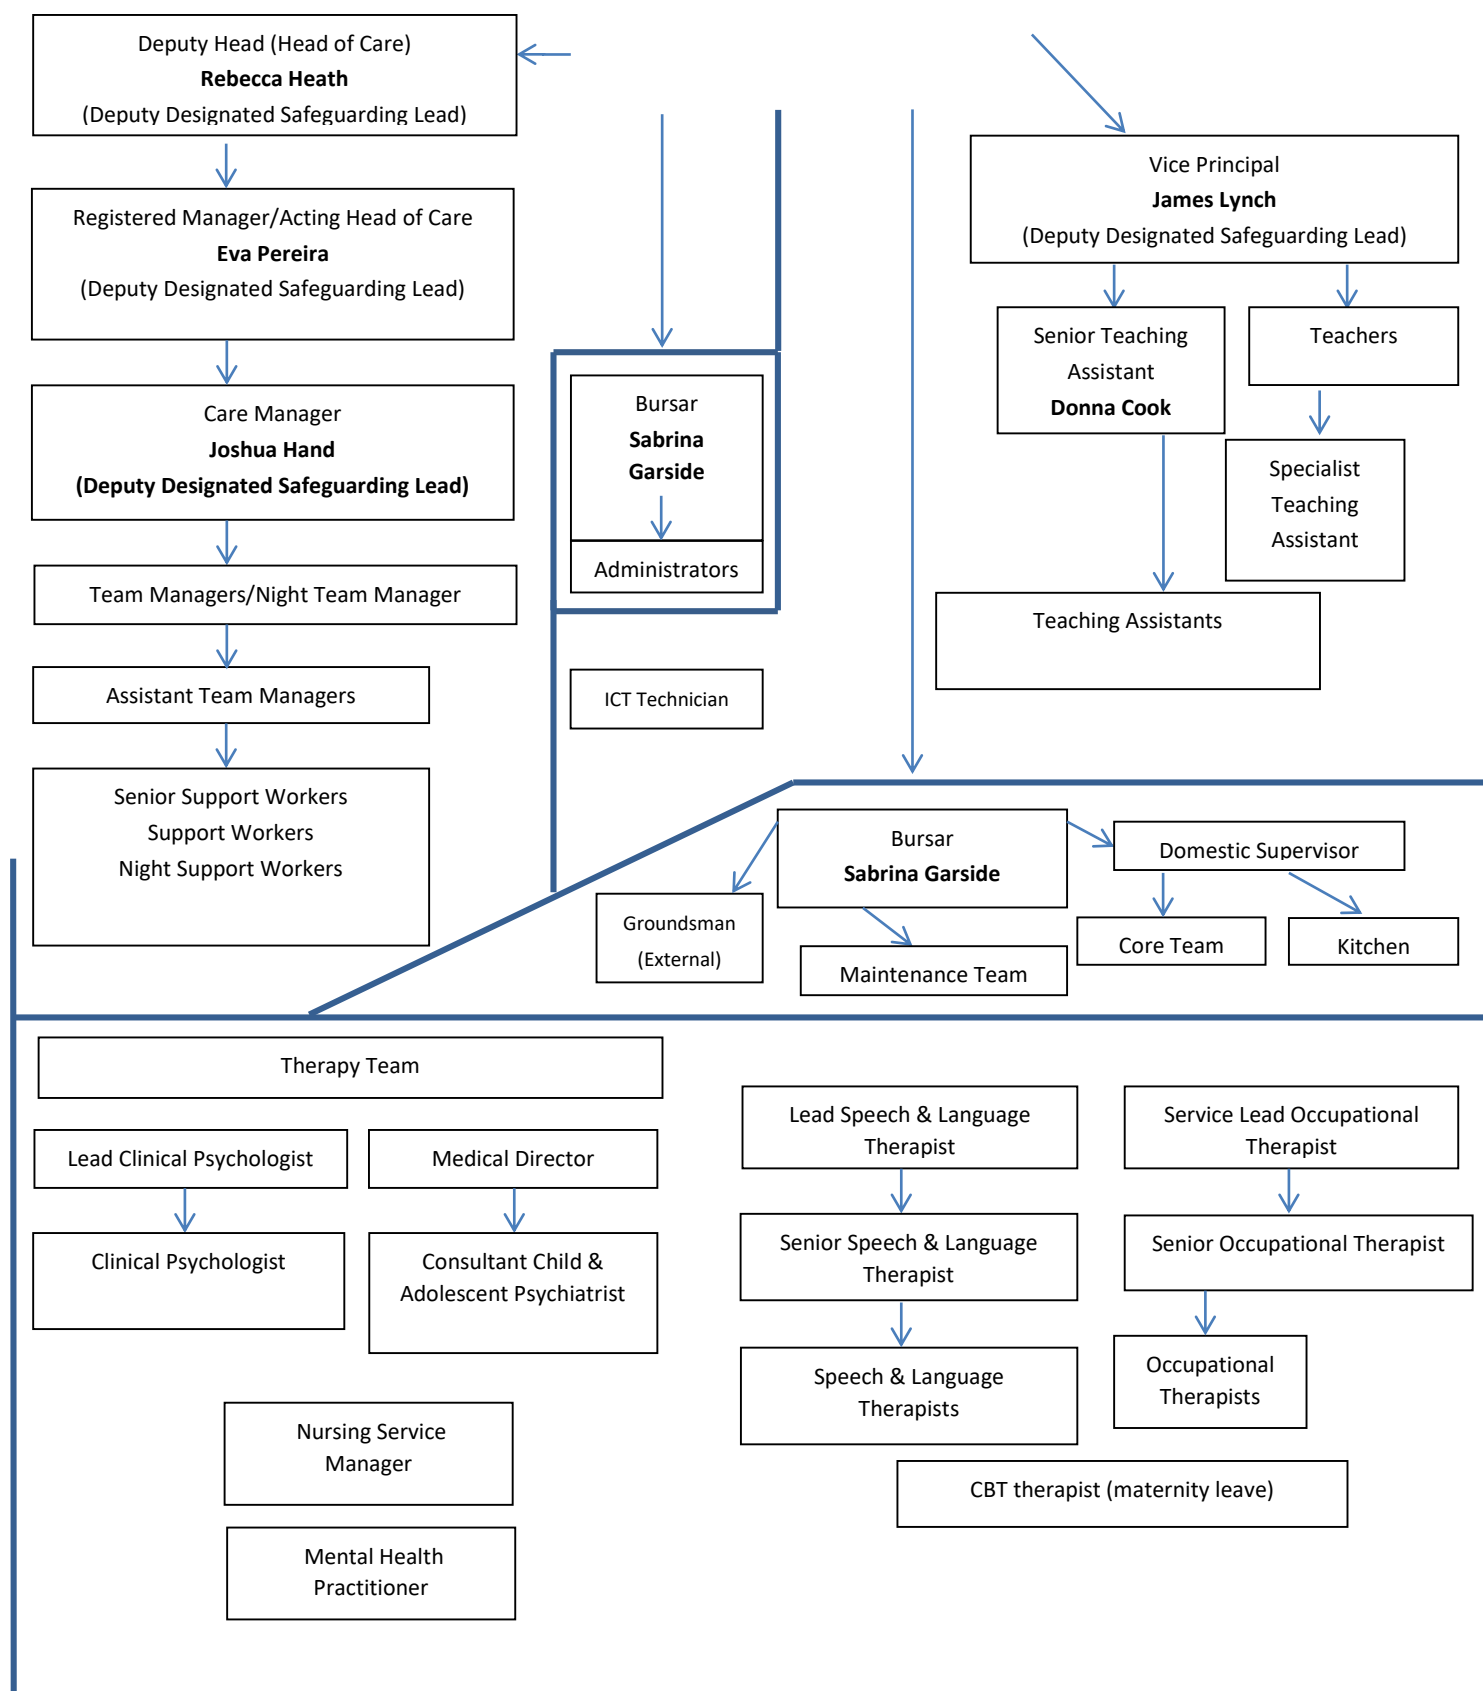 Deputy Head (Head of Care)
Rebecca Heath
(Deputy Designated Safeguarding Lead)
Registered Manager/Acting Head of Care
Eva Pereira
(Deputy Designated Safeguarding Lead)
Care Manager
Joshua Hand
(Deputy Designated Safeguarding Lead)
Team Managers/Night Team Manager
Assistant Team Managers
Senior Support Workers
Support Workers
Night Support Workers
Bursar
Sabrina
Garside
Administrators
ICT Technician
Vice Principal
James Lynch
(Deputy Designated Safeguarding Lead)
Senior Teaching
Assistant
Donna Cook
Teachers
Specialist
Teaching
Assistant
Teaching Assistants
Bursar
Sabrina Garside
Domestic Supervisor
Groundsman
(External)
Maintenance Team
Core Team
Kitchen
Therapy Team
Lead Clinical Psychologist
Medical Director
Clinical Psychologist
Consultant Child &
Adolescent Psychiatrist
Nursing Service
Manager
Mental Health
Practitioner
Lead Speech & Language
Therapist
Senior Speech & Language
Therapist
Speech & Language
Therapists
Service Lead Occupational
Therapist
Senior Occupational Therapist
Occupational
Therapists
CBT therapist (maternity leave)